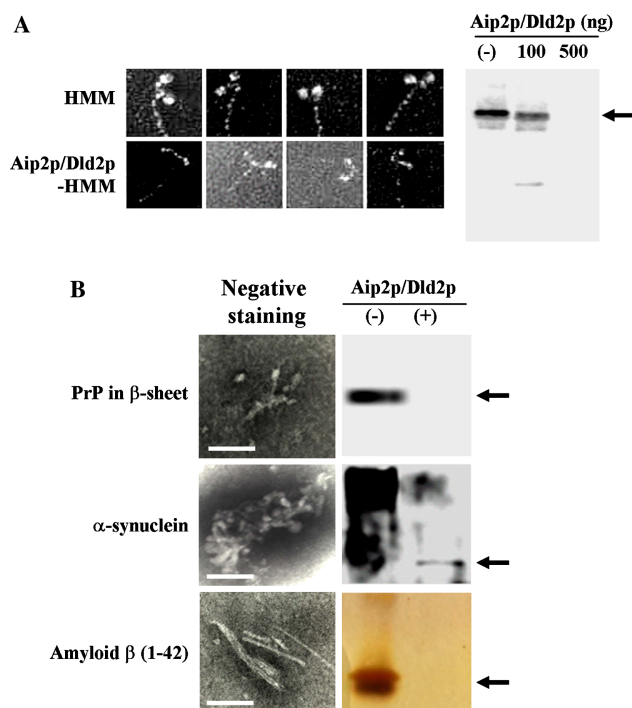 A
Aip2p/Dld2p (ng)
(-) 100 500
HMM
Aip2p/Dld2p
-HMM
B
Negative
staining
Aip2p/Dld2p
(-) (+)
PrP in β-sheet
α-synuclein
Amyloid β (1-42)